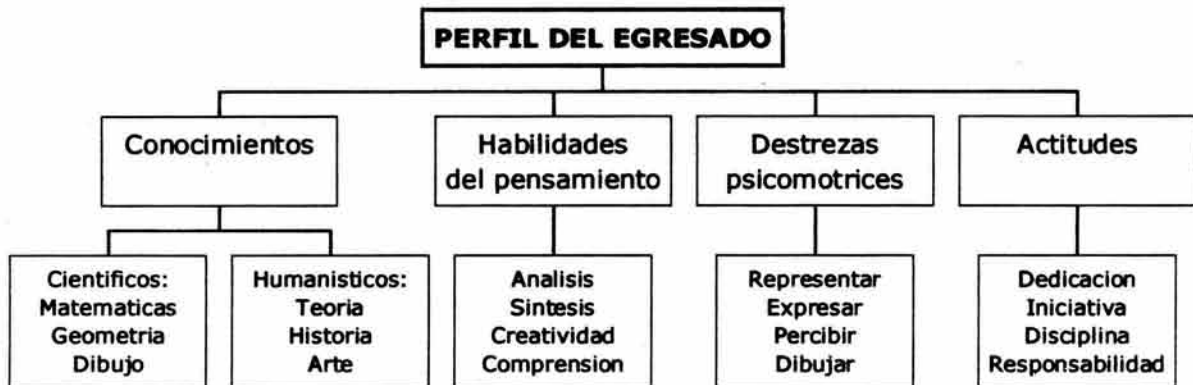 PERFIL DEL EGRESADO
Conocimientos
Habilidades
del pensamiento
Destrezas
psicomotrices
Actitudes
Cientificos:
Matematicas
Geometria
Dibujo
Humanisticos:
Teoria
Historia
Arte
Analisis
Sintesis
Creatividad
Comprension
Representar
Expresar
Percibir
Dibujar
Dedicacion
Iniciativa
Disciplina
Responsabilidad